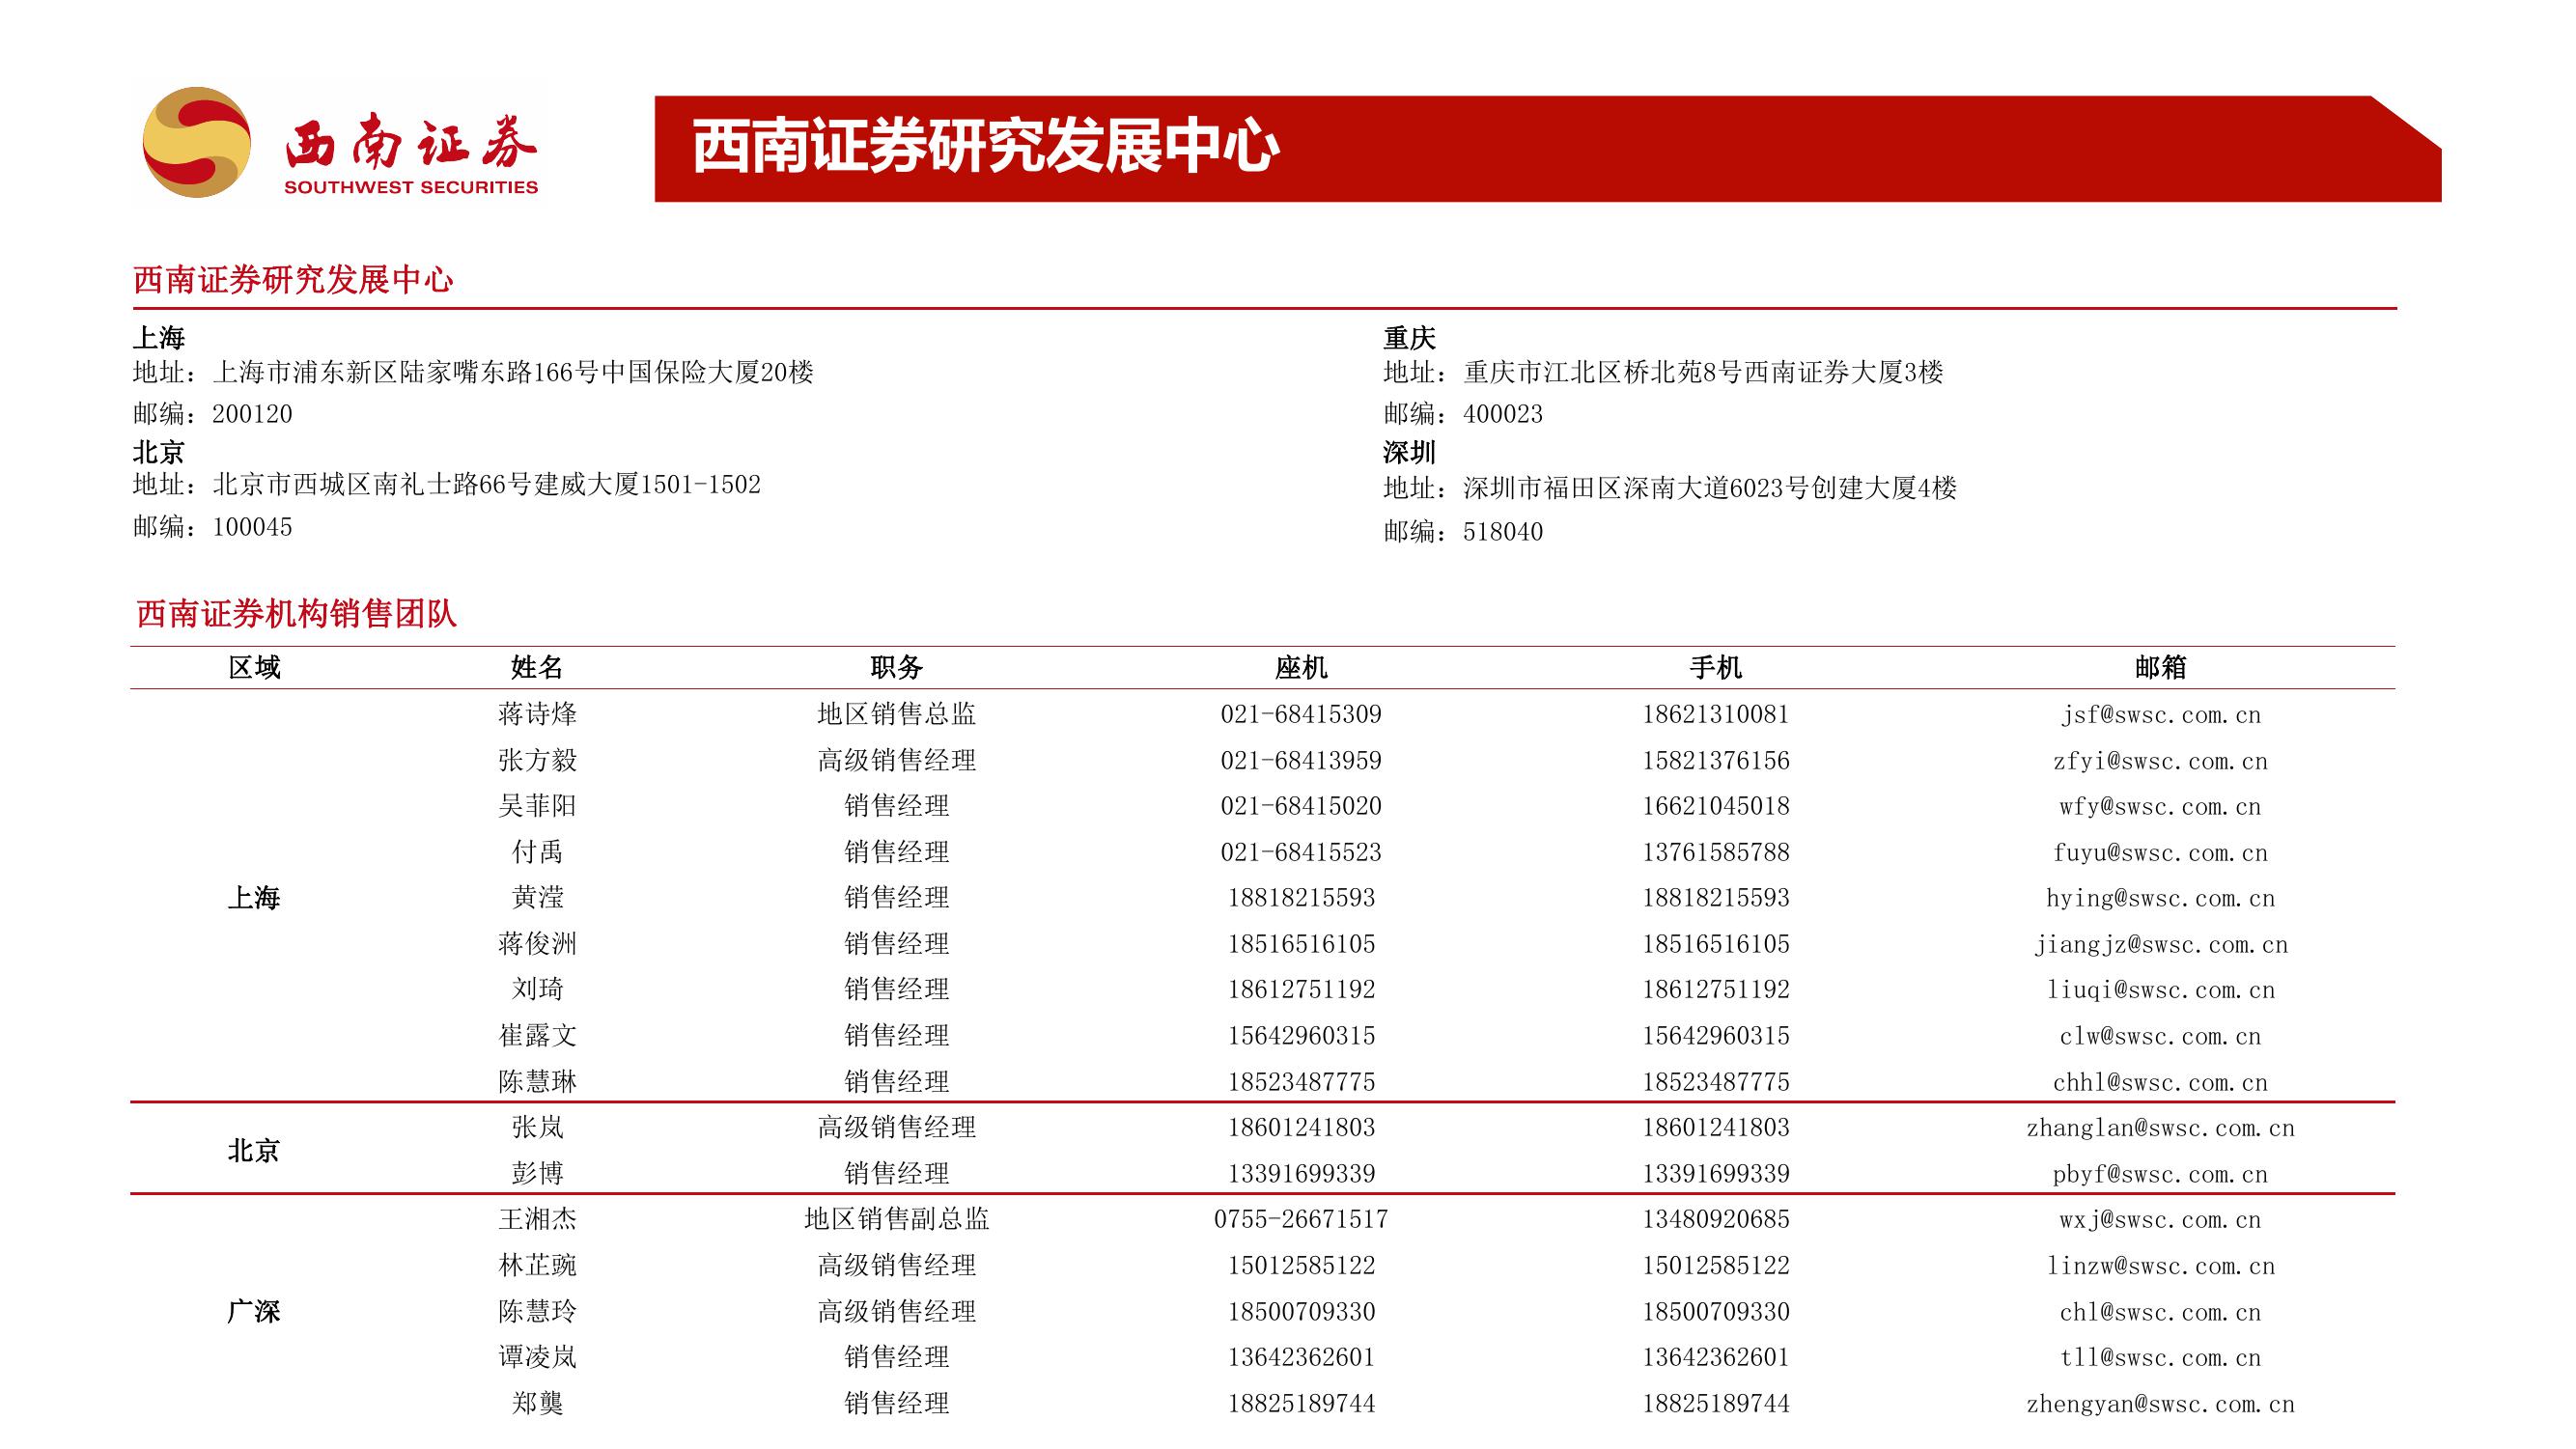 西南证券
SOUTHWEST SECURITIES
西南证券研究发展中心
西南证券研究发展中心
上海
地址：上海市浦东新区陆家嘴东路166号中国保险大厦20楼
邮编：200120
北京
地址：北京市西城区南礼士路66号建威大厦1501-1502
邮编：100045
重庆
地址：重庆市江北区桥北苑8号西南证券大厦3楼
邮编：400023
深圳
地址：深圳市福田区深南大道6023号创建大厦4楼
邮编：518040
西南证券机构销售团队
区域 姓名 职务 座机 手机 邮箱
上海
蒋诗烽 地区销售总监 021-68415309 18621310081 jsf@swsc.com.cn
张方毅 高级销售经理 021-68413959 15821376156 zfyi@swsc.com.cn
吴菲阳 销售经理 021-68415020 16621045018 wfy@swsc.com.cn
付禹 销售经理 021-68415523 13761585788 fuyu@swsc.com.cn
黄滢 销售经理 18818215593 18818215593 hying@swsc.com.cn
蒋俊洲 销售经理 18516516105 18516516105 jiangjz@swsc.com.cn
刘琦 销售经理 18612751192 18612751192 liuqi@swsc.com.cn
崔露文 销售经理 15642960315 15642960315 clw@swsc.com.cn
陈慧琳 销售经理 18523487775 18523487775 chhl@swsc.com.cn
北京
张岚 高级销售经理 18601241803 18601241803 zhanglan@swsc.com.cn
彭博 销售经理 13391699339 13391699339 pbyf@swsc.com.cn
广深
王湘杰 地区销售副总监 0755-26671517 13480920685 wxj@swsc.com.cn
林芷豌 高级销售经理 15012585122 15012585122 linzw@swsc.com.cn
陈慧玲 高级销售经理 18500709330 18500709330 chl@swsc.com.cn
谭凌岚 销售经理 13642362601 13642362601 tll@swsc.com.cn
郑龑 销售经理 18825189744 18825189744 zhengyan@swsc.com.cn